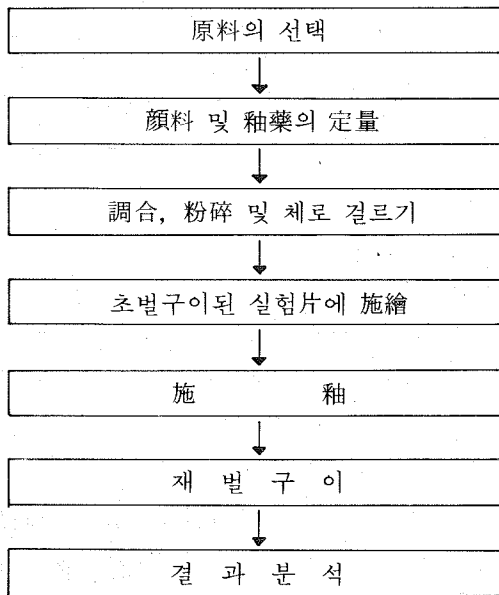 原料의 선택
顔料 및 釉藥의 定量
調合, 粉碎 및 체로 걸르기
초벌구이된 실험片에 施繪
施 釉
재 벌 구 이
결 과 분 석